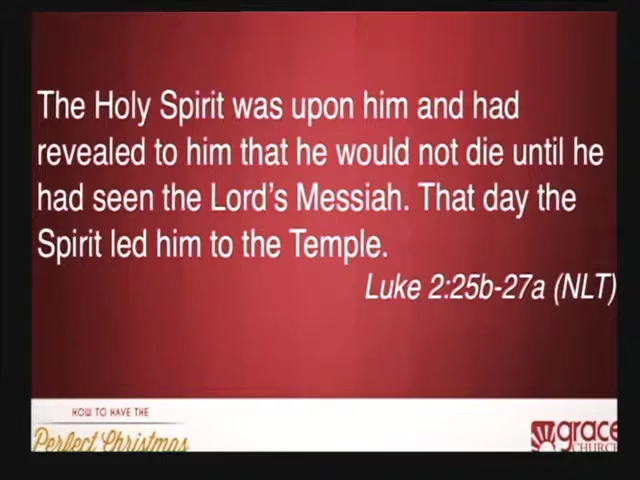 The Holy Spirit was upon him and had
revealed to him that he would not die until he
had seen the Lord's Messiah. That day the
Spirit led him to the Temple.
Luke 2:25b-27a (NLT)
HOW TO HAVE THE
Perfect Christmas
grace
CHURCH